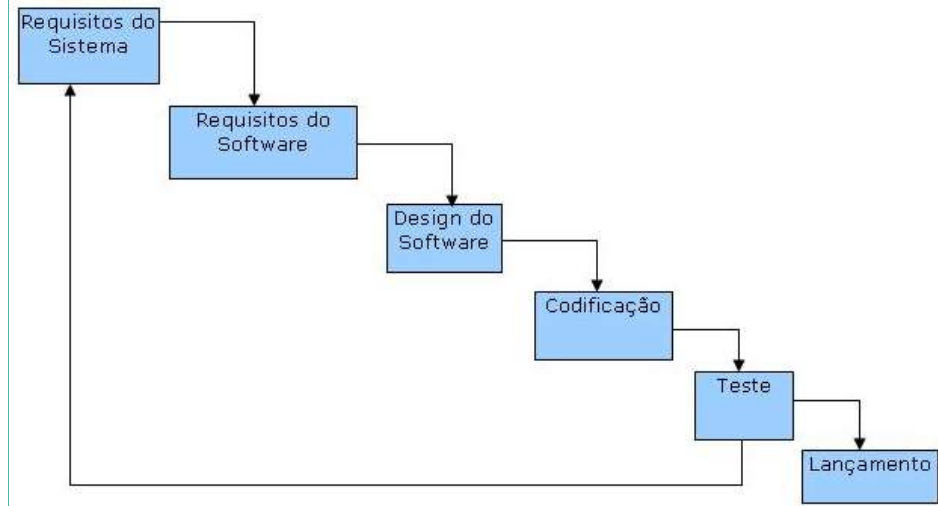 Requisitos do
Sistema
Requisitos do
Software
Design do
Software
Codificação
Teste
Lançamento